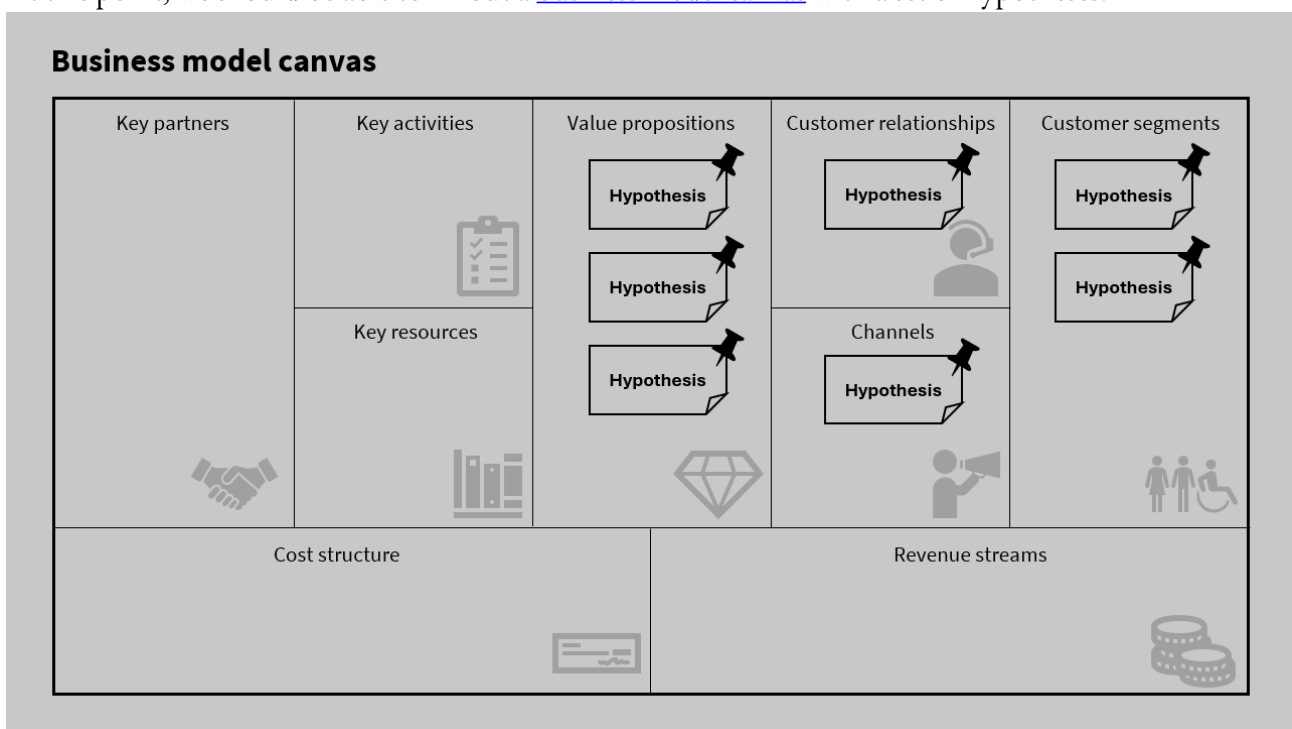 Business model canvas
Key partners
Key activities
Value propositions
Customer relationships
Customer segments
Hypothesis
Hypothesis
Hypothesis
Hypothesis
Hypothesis
Key resources
Hypothesis
Channels
Hypothesis
Cost structure
Revenue streams